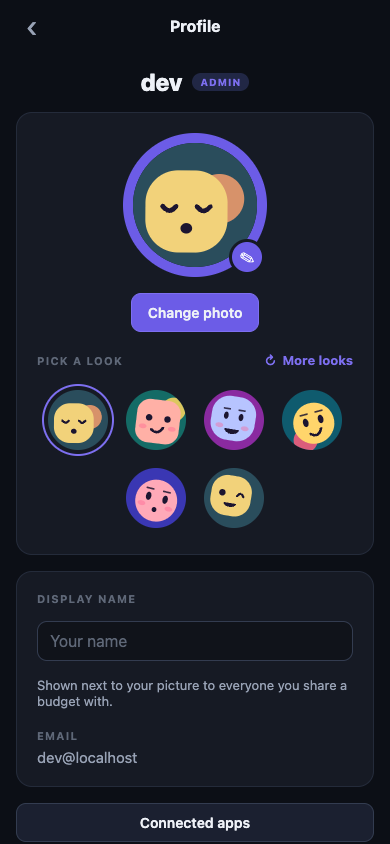 Profile
dev ADMIN
Change photo
PICK A LOOK
More looks
DISPLAY NAME
Your name
Shown next to your picture to everyone you share a
budget with.
EMAIL
dev@localhost
Connected apps